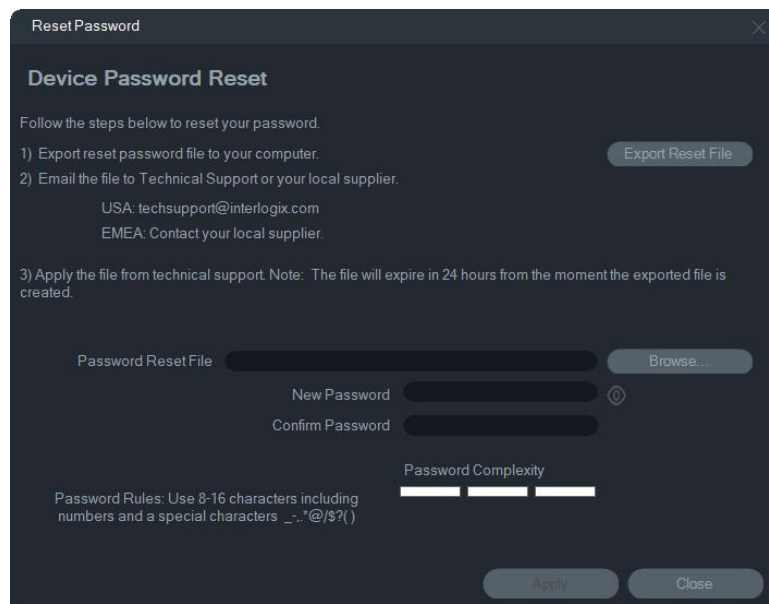 Reset Password
Device Password Reset
Follow the steps below to reset your password.
1) Export reset password file to your computer.
Export Reset File
2) Email the file to Technical Support or your local supplier.
USA: techsupport@interlogix.com
EMEA: Contact your local supplier.
3) Apply the file from technical support. Note: The file will expire in 24 hours from the moment the exported file is
created.
Password Reset File
Browse...
New Password
Confirm Password
Password Complexity
Password Rules: Use 8-16 characters including
numbers and a special characters _-,.*@/$?( )
Apply
Close